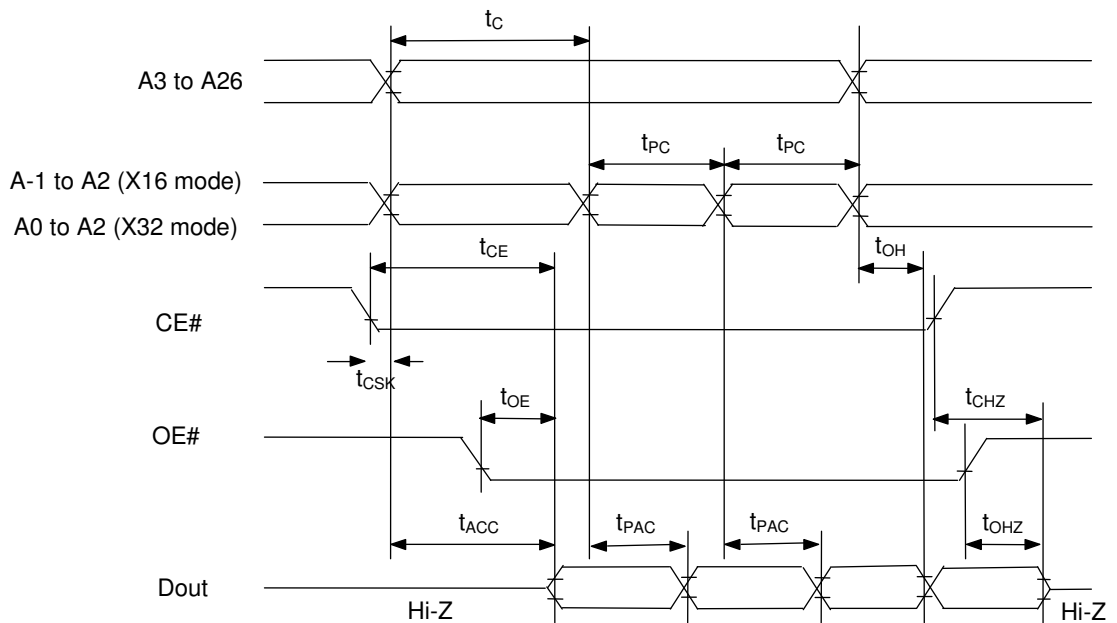 tC
A3 to A26
tPC tPC
A-1 to A2 (X16 mode)
A0 to A2 (X32 mode)
tCE tOH
CE#
tCSK
tOE tCHZ
OE#
tACC tPAC tPAC tOHZ
Dout
Hi-Z Hi-Z